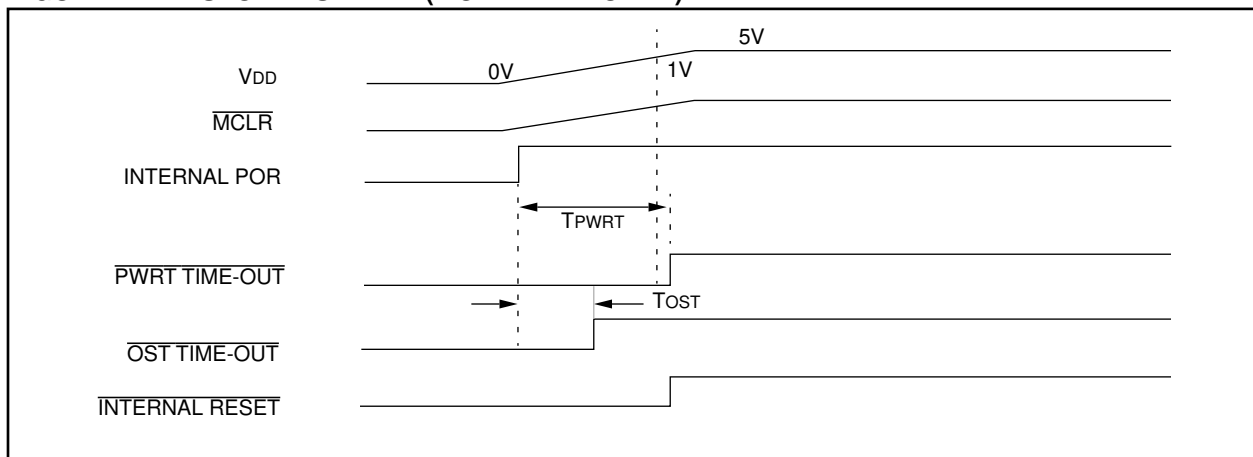 5V
VDD
0V
1V
MCLR
INTERNAL POR
TPWRT
PWRT TIME-OUT
TOST
OST TIME-OUT
INTERNAL RESET